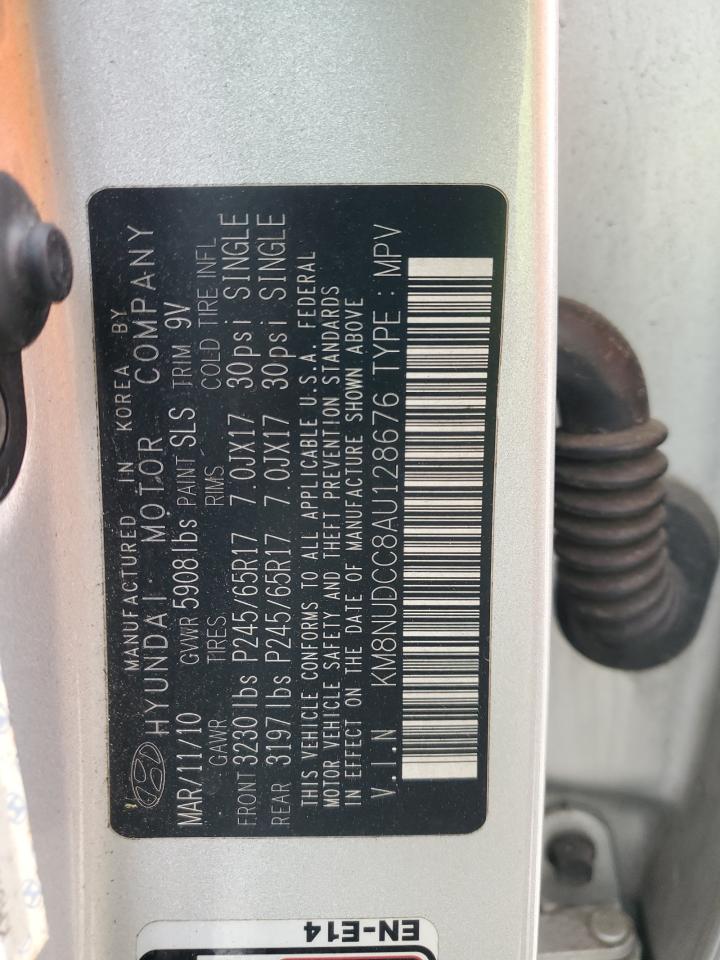 MANUFACTURED IN KOREA BY
HYUNDAI MOTOR COMPANY
MAR/11/10 GVWR 5908lbs PAINT SLS TRIM 9V
GAWR TIRES RIMS COLD TIRE INFL
FRONT 3230lbs P245/65R17 7.0JX17 30psi SINGLE
REAR 3197lbs P245/65R17 7.0JX17 30psi SINGLE
THIS VEHICLE CONFORMS TO ALL APPLICABLE U.S.A. FEDERAL
MOTOR VEHICLE SAFETY AND THEFT PREVENTION STANDARDS
IN EFFECT ON THE DATE OF MANUFACTURE SHOWN ABOVE
V.I.N KM8NUDCC8AU128676 TYPE : MPV
EN-E14